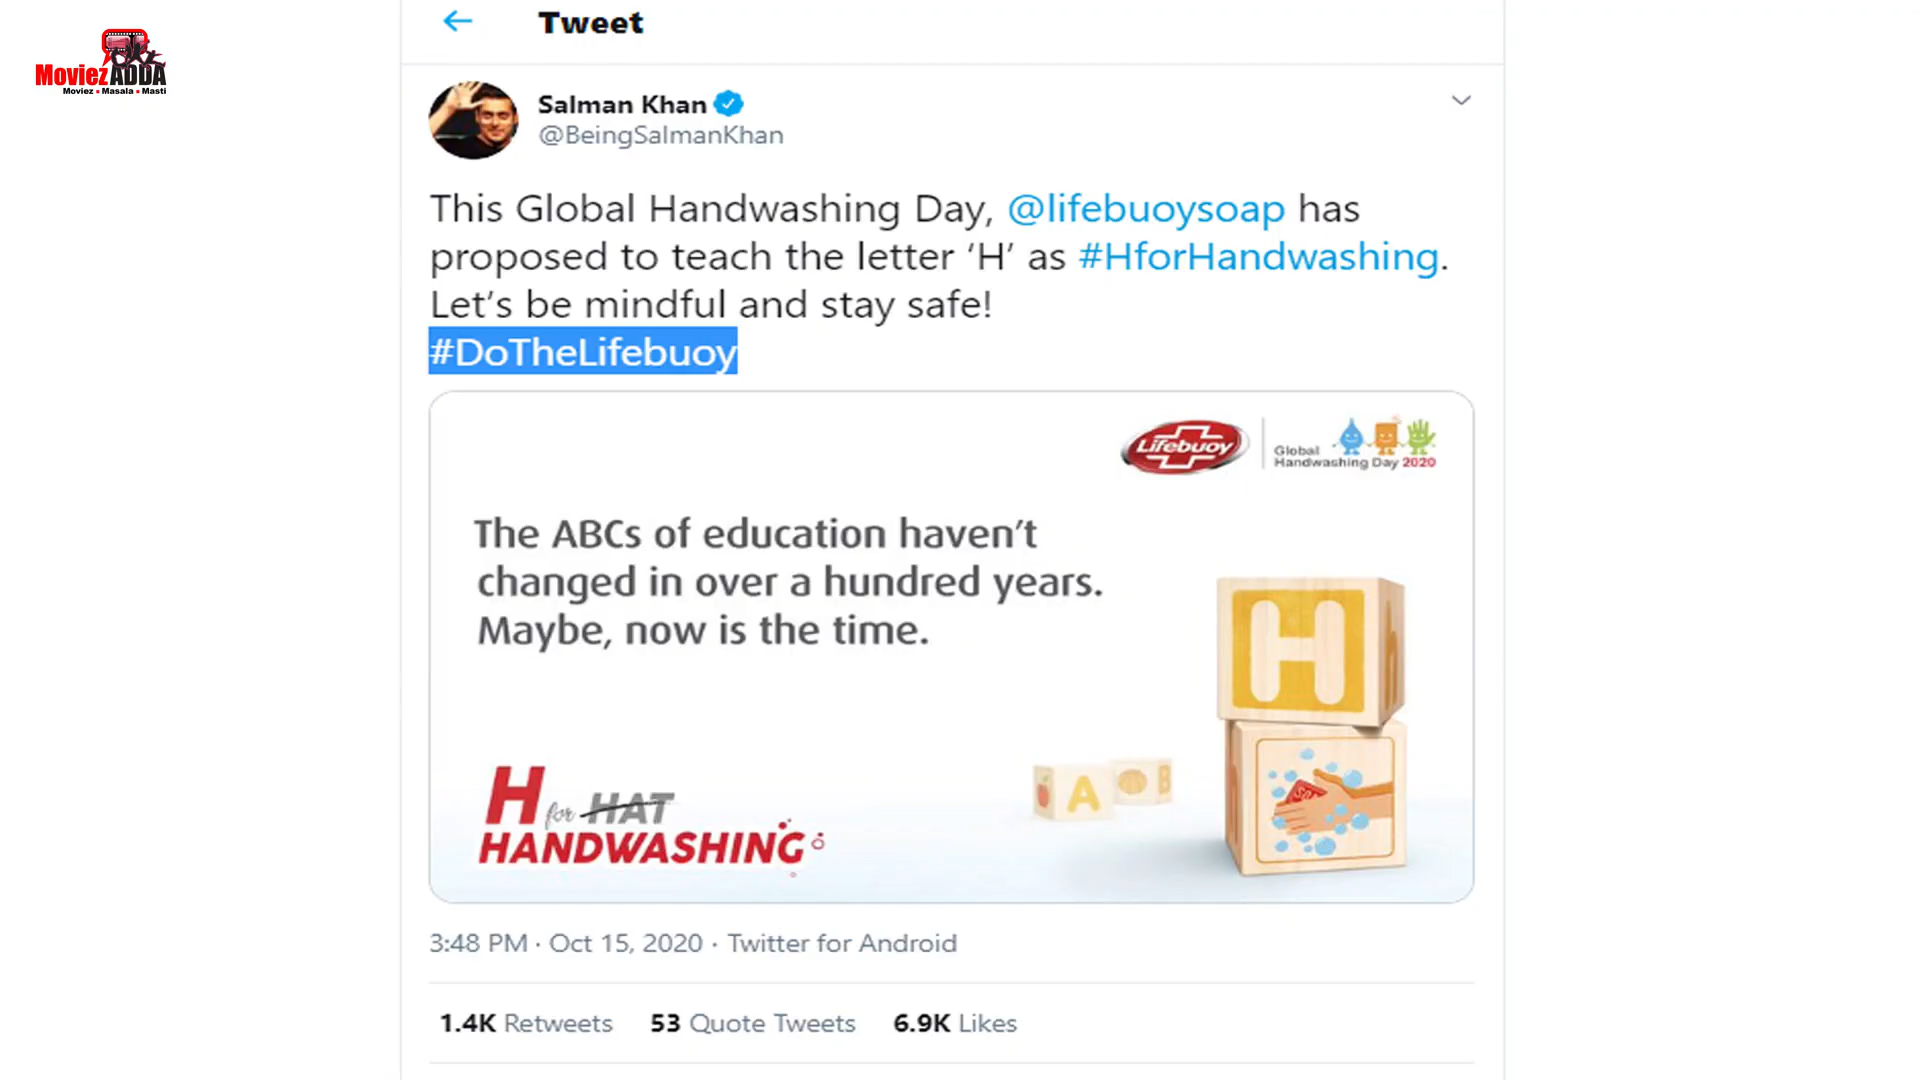 MoviezADDA
Moviez • Masala • Masti
Tweet
Salman Khan
@BeingSalmanKhan
This Global Handwashing Day, @lifebuoysoap has
proposed to teach the letter ‘H’ as #HforHandwashing.
Let’s be mindful and stay safe!
#DoTheLifebuoy
Lifebuoy
Global
Handwashing Day 2020
The ABCs of education haven’t
changed in over a hundred years.
Maybe, now is the time.
H
A
B
H for HAT
HANDWASHING
3:48 PM · Oct 15, 2020 · Twitter for Android
1.4K Retweets 53 Quote Tweets 6.9K Likes